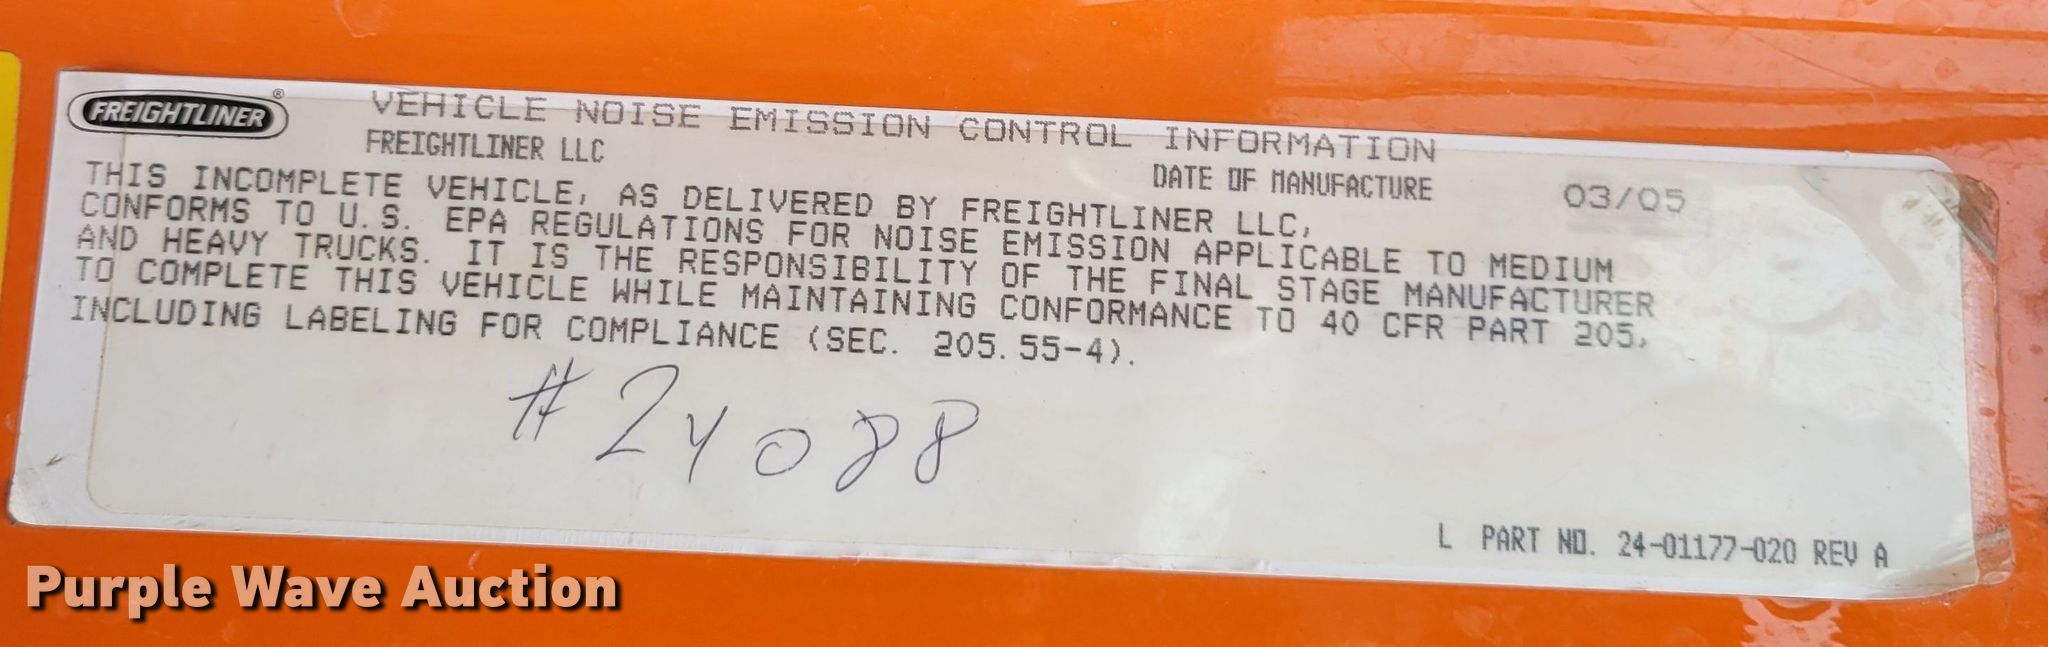 FREIGHTLINER®
VEHICLE NOISE EMISSION CONTROL INFORMATION
FREIGHTLINER LLC
DATE OF MANUFACTURE 03/05
THIS INCOMPLETE VEHICLE, AS DELIVERED BY FREIGHTLINER LLC,
CONFORMS TO U.S. EPA REGULATIONS FOR NOISE EMISSION APPLICABLE TO MEDIUM
AND HEAVY TRUCKS. IT IS THE RESPONSIBILITY OF THE FINAL STAGE MANUFACTURER
TO COMPLETE THIS VEHICLE WHILE MAINTAINING CONFORMANCE TO 40 CFR PART 205,
INCLUDING LABELING FOR COMPLIANCE (SEC. 205.55-4).
#24088
L PART NO. 24-01177-020 REV A
Purple Wave Auction